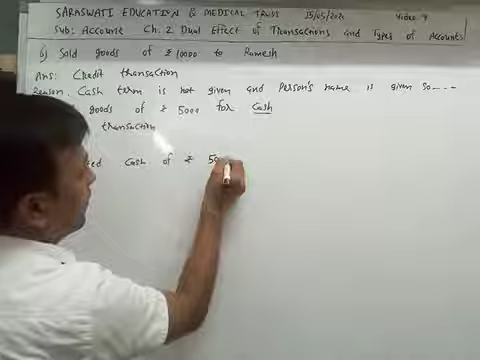 SARASWATI EDUCATION & MEDICAL TRUST 15/05/2021 Video 9
Sub: Accounts Ch. 2 Dual Effect of Transactions and Types of Accounts
Sold goods of ₹ 10000 to Ramesh
Ans: Credit transaction
Reason: Cash term is not given and Person's name is given so----
goods of ₹ 5000 for Cash
transaction
Cash of ₹